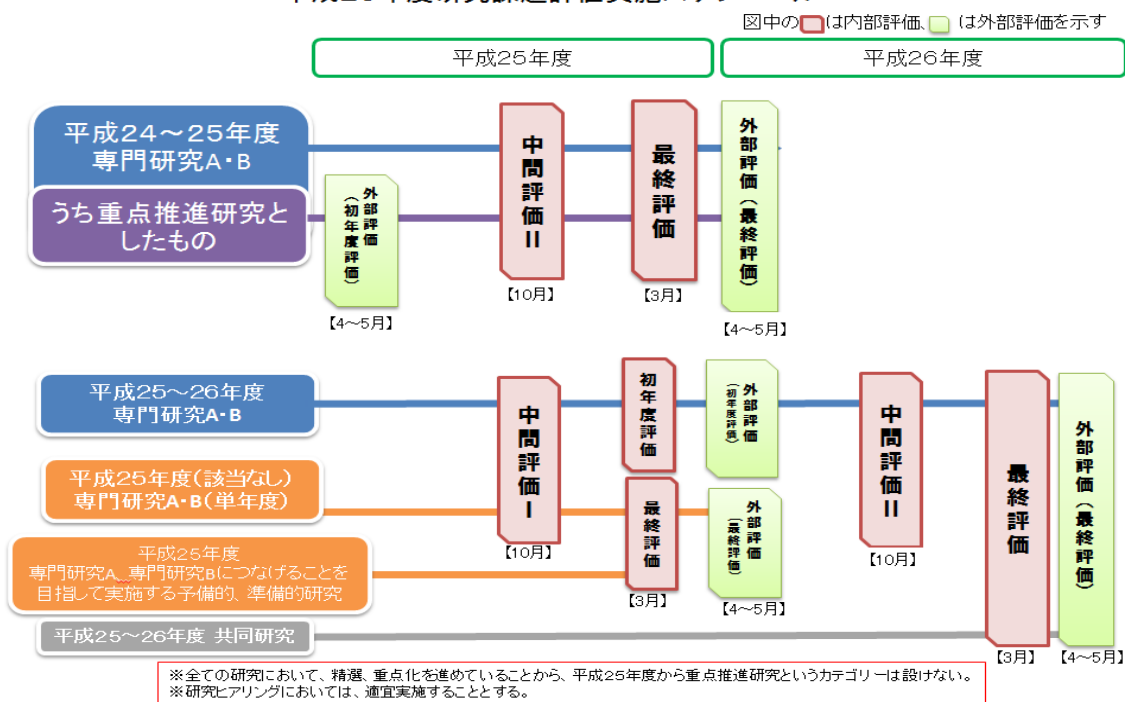 図中の は内部評価、 は外部評価を示す
平成25年度
平成26年度
平成24～25年度
専門研究A・B
うち重点推進研究と
したもの
外部評価
（初年度評価）
【4～5月】
中間評価Ⅱ
【10月】
最終評価
【3月】
外部評価（最終評価）
【4～5月】
平成25～26年度
専門研究A・B
平成25年度(該当なし)
専門研究A・B(単年度)
平成25年度
専門研究A、専門研究Bにつなげることを
目指して実施する予備的、準備的研究
平成25～26年度 共同研究
中間評価Ⅰ
【10月】
初年度評価
最終評価
【3月】
外部評価
（初年度評価）
外部評価
（最終評価）
【4～5月】
中間評価Ⅱ
【10月】
最終評価
【3月】
外部評価（最終評価）
【4～5月】
※全ての研究において、精選、重点化を進めていることから、平成25年度から重点推進研究というカテゴリーは設けない。
※研究ヒアリングにおいては、適宜実施することとする。